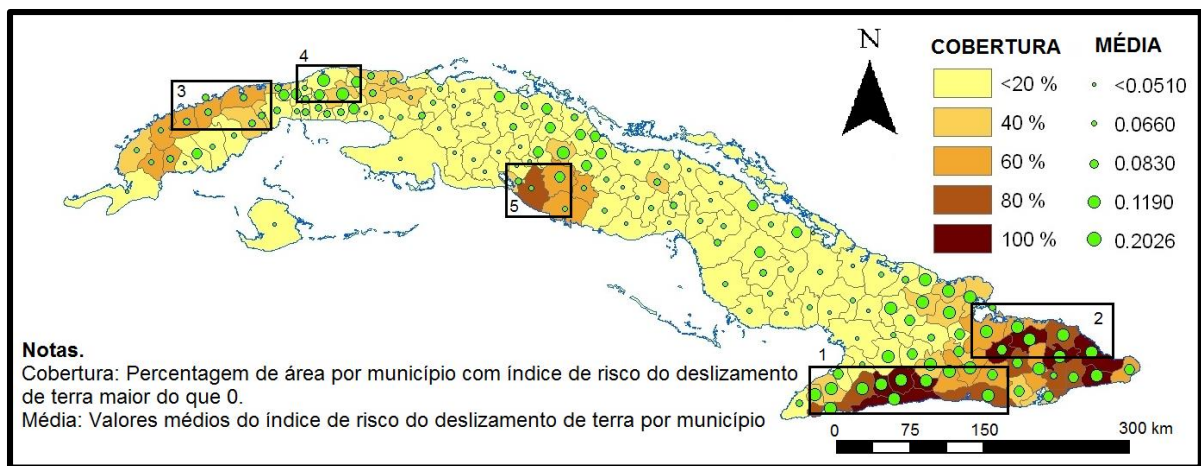 N
COBERTURA
<20 %
40 %
60 %
80 %
100 %
MÉDIA
<0.0510
0.0660
0.0830
0.1190
0.2026
4
3
5
2
1
Notas.
Cobertura: Percentagem de área por município com índice de risco do deslizamento
de terra maior do que 0.
Média: Valores médios do índice de risco do deslizamento de terra por município
0 75 150 300 km